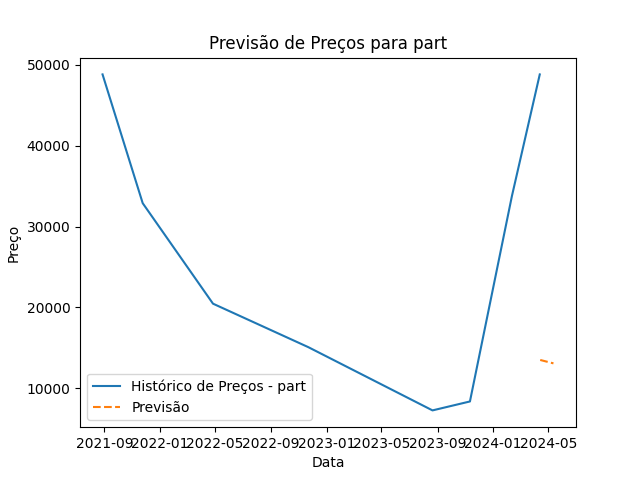 Previsão de Preços para part
Preço
50000
40000
30000
20000
10000
Histórico de Preços - part
Previsão
2021-09 2022-01 2022-05 2022-09 2023-01 2023-05 2023-09 2024-01 2024-05
Data